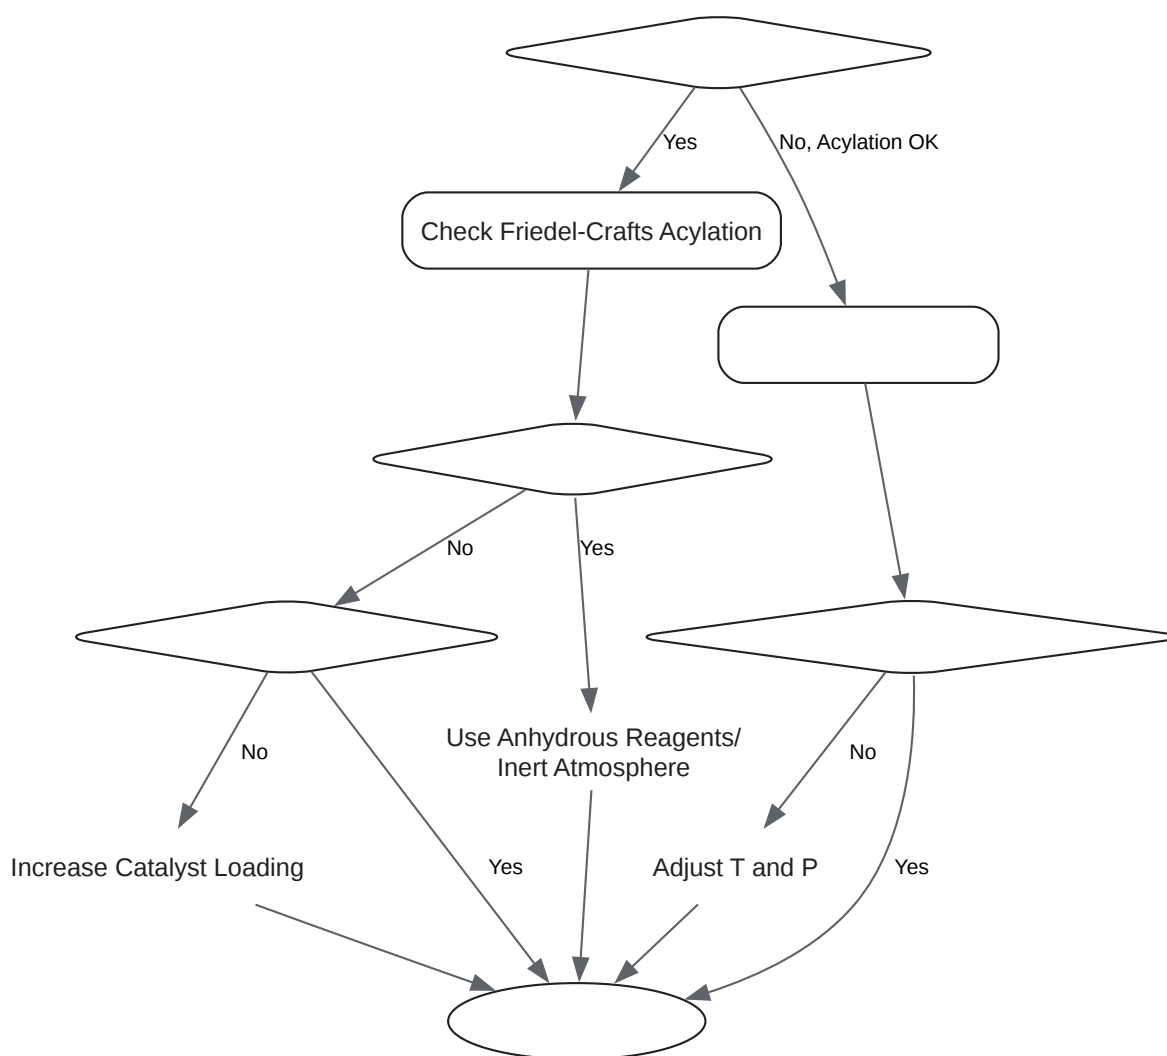 Yes
No, Acylation OK
Check Friedel-Crafts Acylation
No
Yes
Use Anhydrous Reagents/
Inert Atmosphere
No
No
Increase Catalyst Loading
Yes
Adjust T and P
Yes